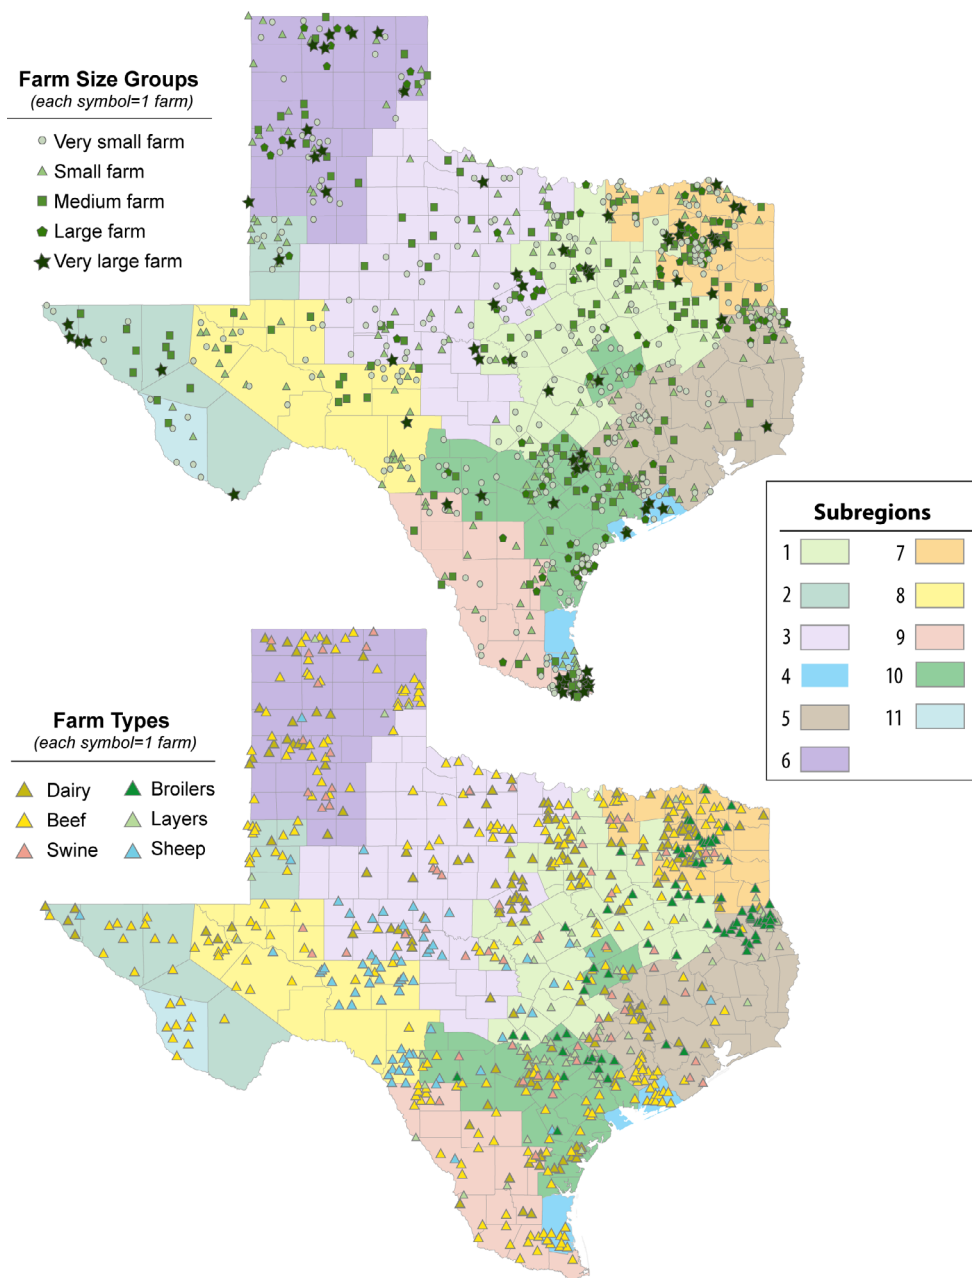 Farm Size Groups
(each symbol=1 farm)
Very small farm
Small farm
Medium farm
Large farm
Very large farm
Subregions
1 7
2 8
3 9
4 10
5 11
6
Farm Types
(each symbol=1 farm)
Dairy Broilers
Beef Layers
Swine Sheep